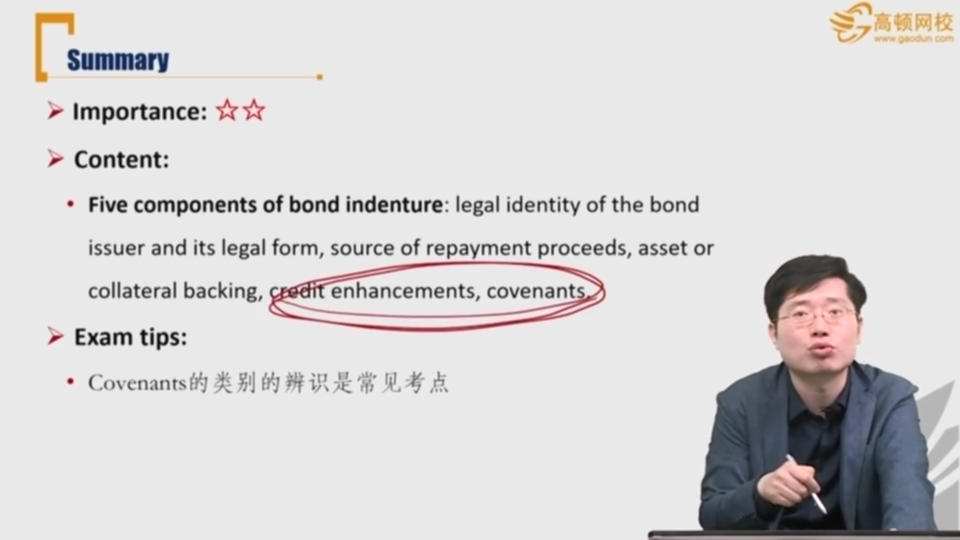 高顿网校
www.gaodun.com
Summary
Importance: ☆☆
Content:
• Five components of bond indenture: legal identity of the bond
issuer and its legal form, source of repayment proceeds, asset or
collateral backing, credit enhancements, covenants.
Exam tips:
• Covenants的类别的辨识是常见考点